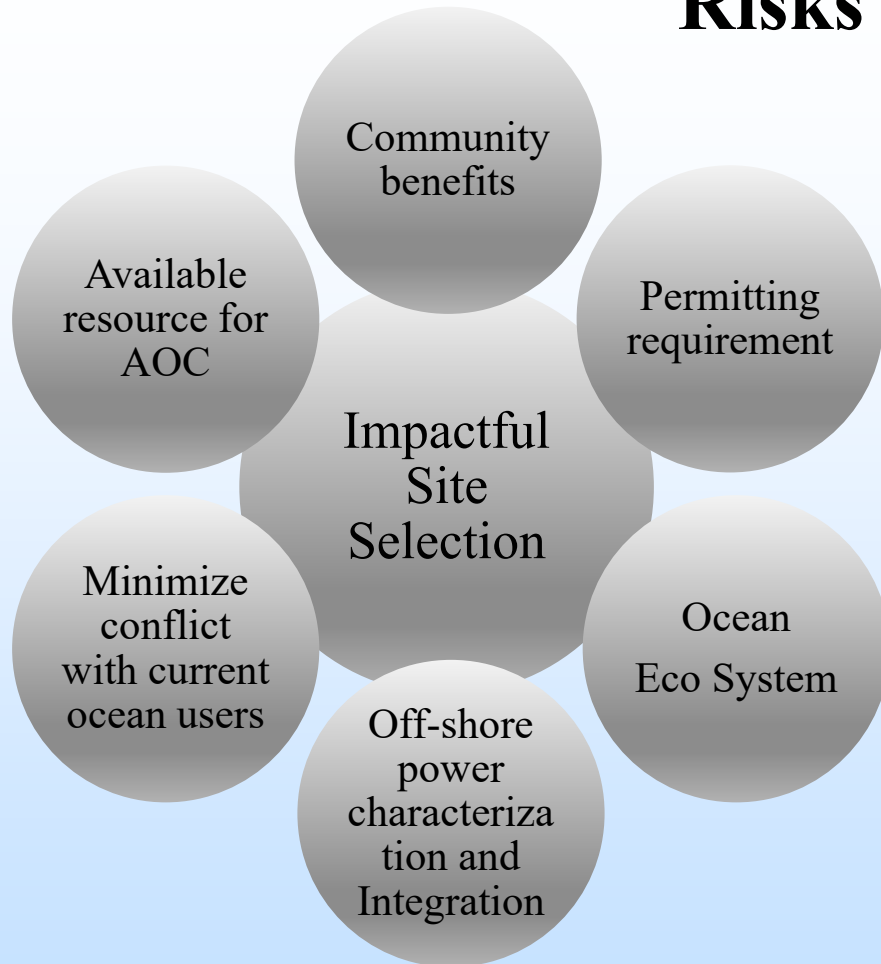 Risks
Community
benefits
Available
resource for
AOC
Permitting
requirement
Impactful
Site
Selection
Minimize
conflict
with current
ocean users
Ocean
Eco System
Off-shore
power
characteriza
tion and
Integration